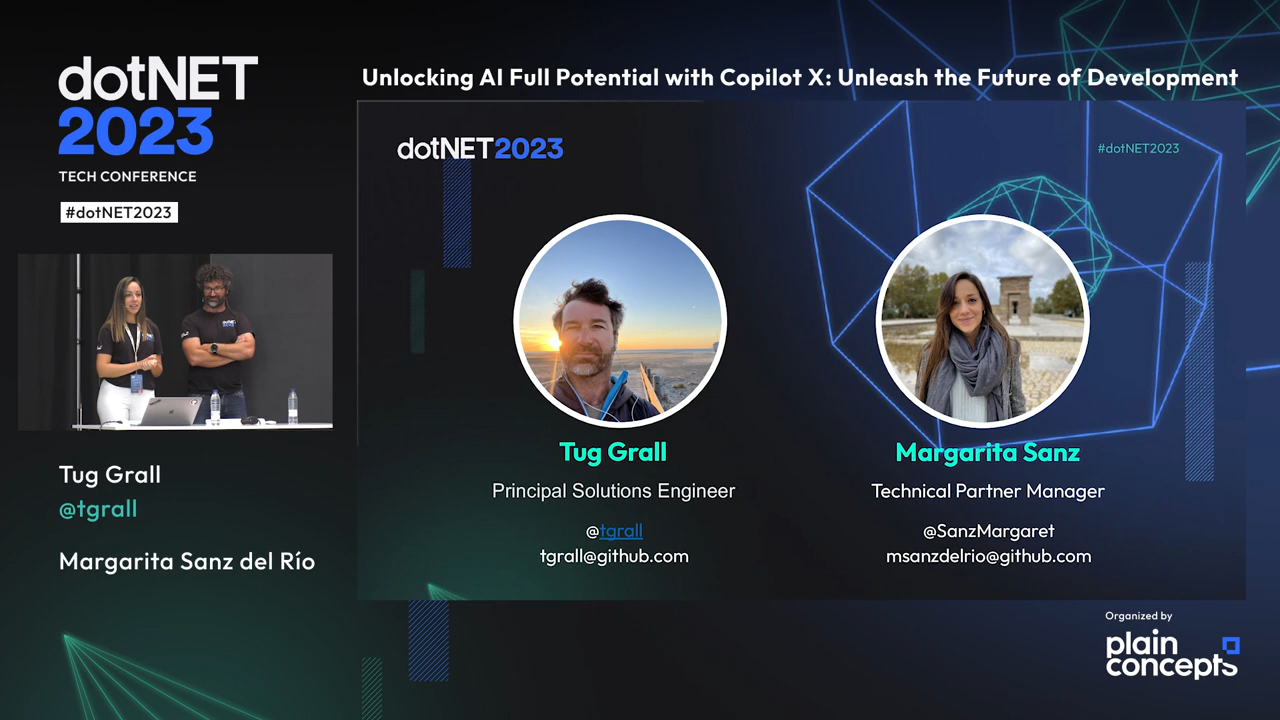 dotNET
2023
TECH CONFERENCE
#dotNET2023
Tug Grall
@tgrall
Margarita Sanz del Río
Unlocking AI Full Potential with Copilot X: Unleash the Future of Development
dotNET2023
#dotNET2023
Tug Grall
Principal Solutions Engineer
@tgrall
tgrall@github.com
Margarita Sanz
Technical Partner Manager
@SanzMargaret
msanzdelrio@github.com
Organized by
plain
concepts